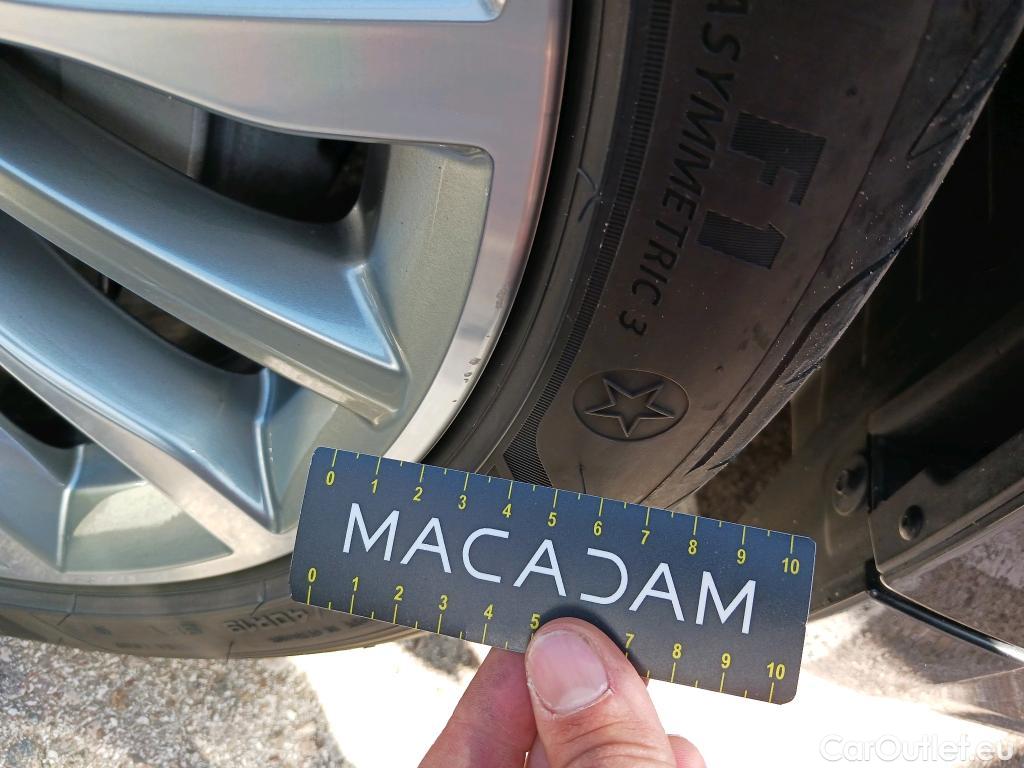 F1
ASYMMETRIC 3
0 1 2 3 4 5 6 7 8 9 10
MACADAM
0 1 2 3 4 5 7 8 9 10
CarOutlet.eu